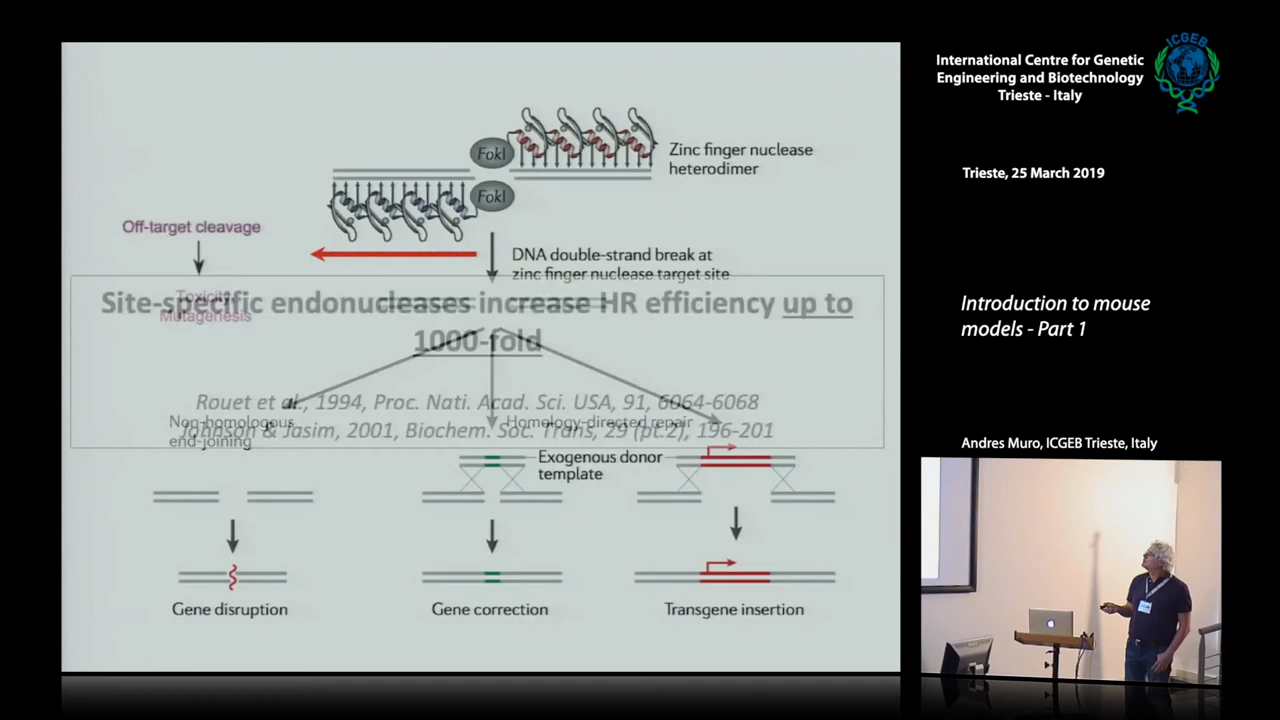 International Centre for Genetic
Engineering and Biotechnology
Trieste - Italy
ICGEB
Trieste, 25 March 2019
Introduction to mouse
models - Part 1
Andres Muro, ICGEB Trieste, Italy
FokI
Zinc finger nuclease
heterodimer
FokI
Off-target cleavage
DNA double-strand break at
zinc finger nuclease target site
Toxicity
Mutagenesis
Site-specific endonucleases increase HR efficiency up to
1000-fold
Rouet et al., 1994, Proc. Nati. Acad. Sci. USA, 91, 6064-6068
Johnson & Jasim, 2001, Biochem. Soc. Trans, 29 (pt.2), 196-201
Non-homologous
end-joining
Homology-directed repair
Exogenous donor
template
Gene disruption
Gene correction
Transgene insertion